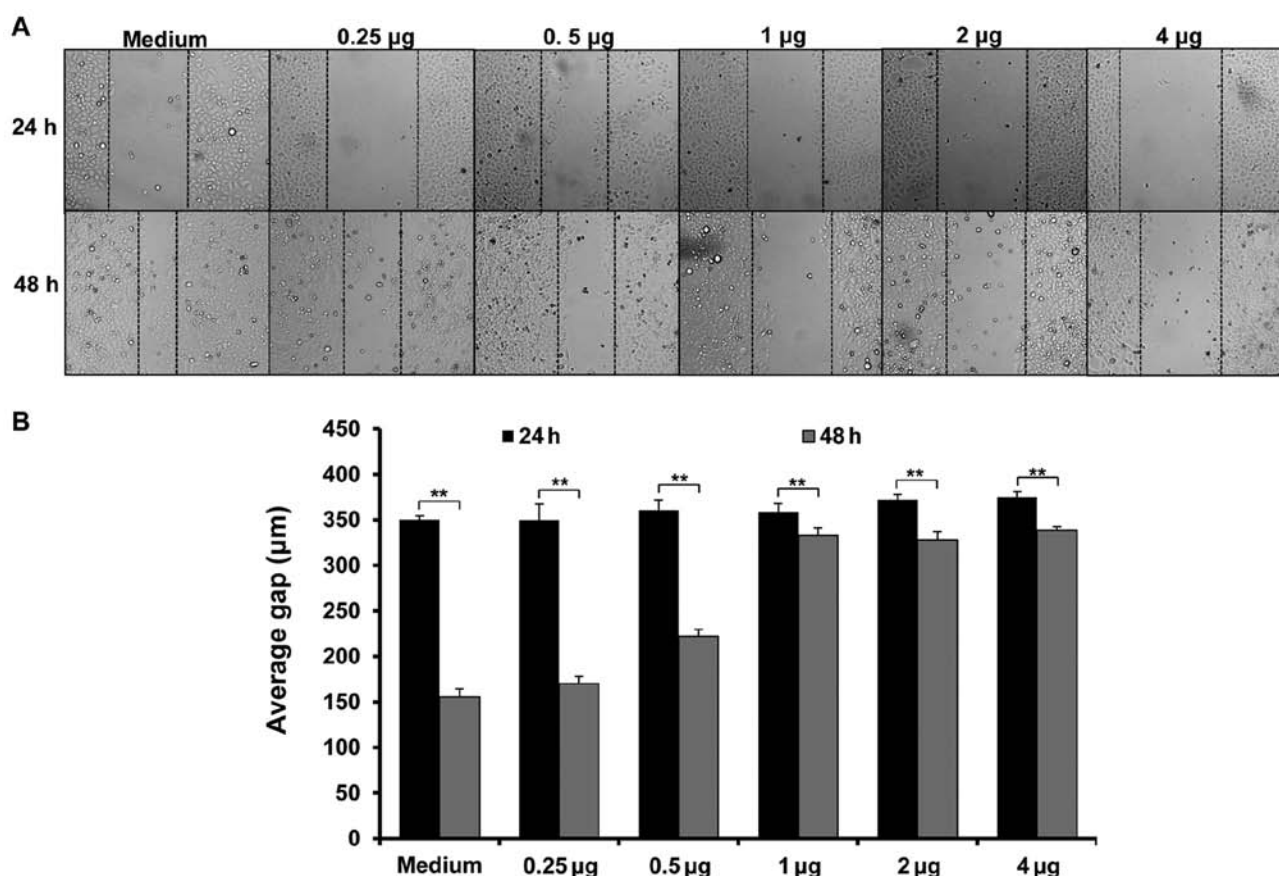 A
Medium 0.25 µg 0. 5 µg 1 µg 2 µg 4 µg
24 h
48 h
B
450
400
350
300
250
200
150
100
50
0
Average gap (µm)
24 h 48 h
** ** ** ** ** **
Medium 0.25 µg 0.5 µg 1 µg 2 µg 4 µg